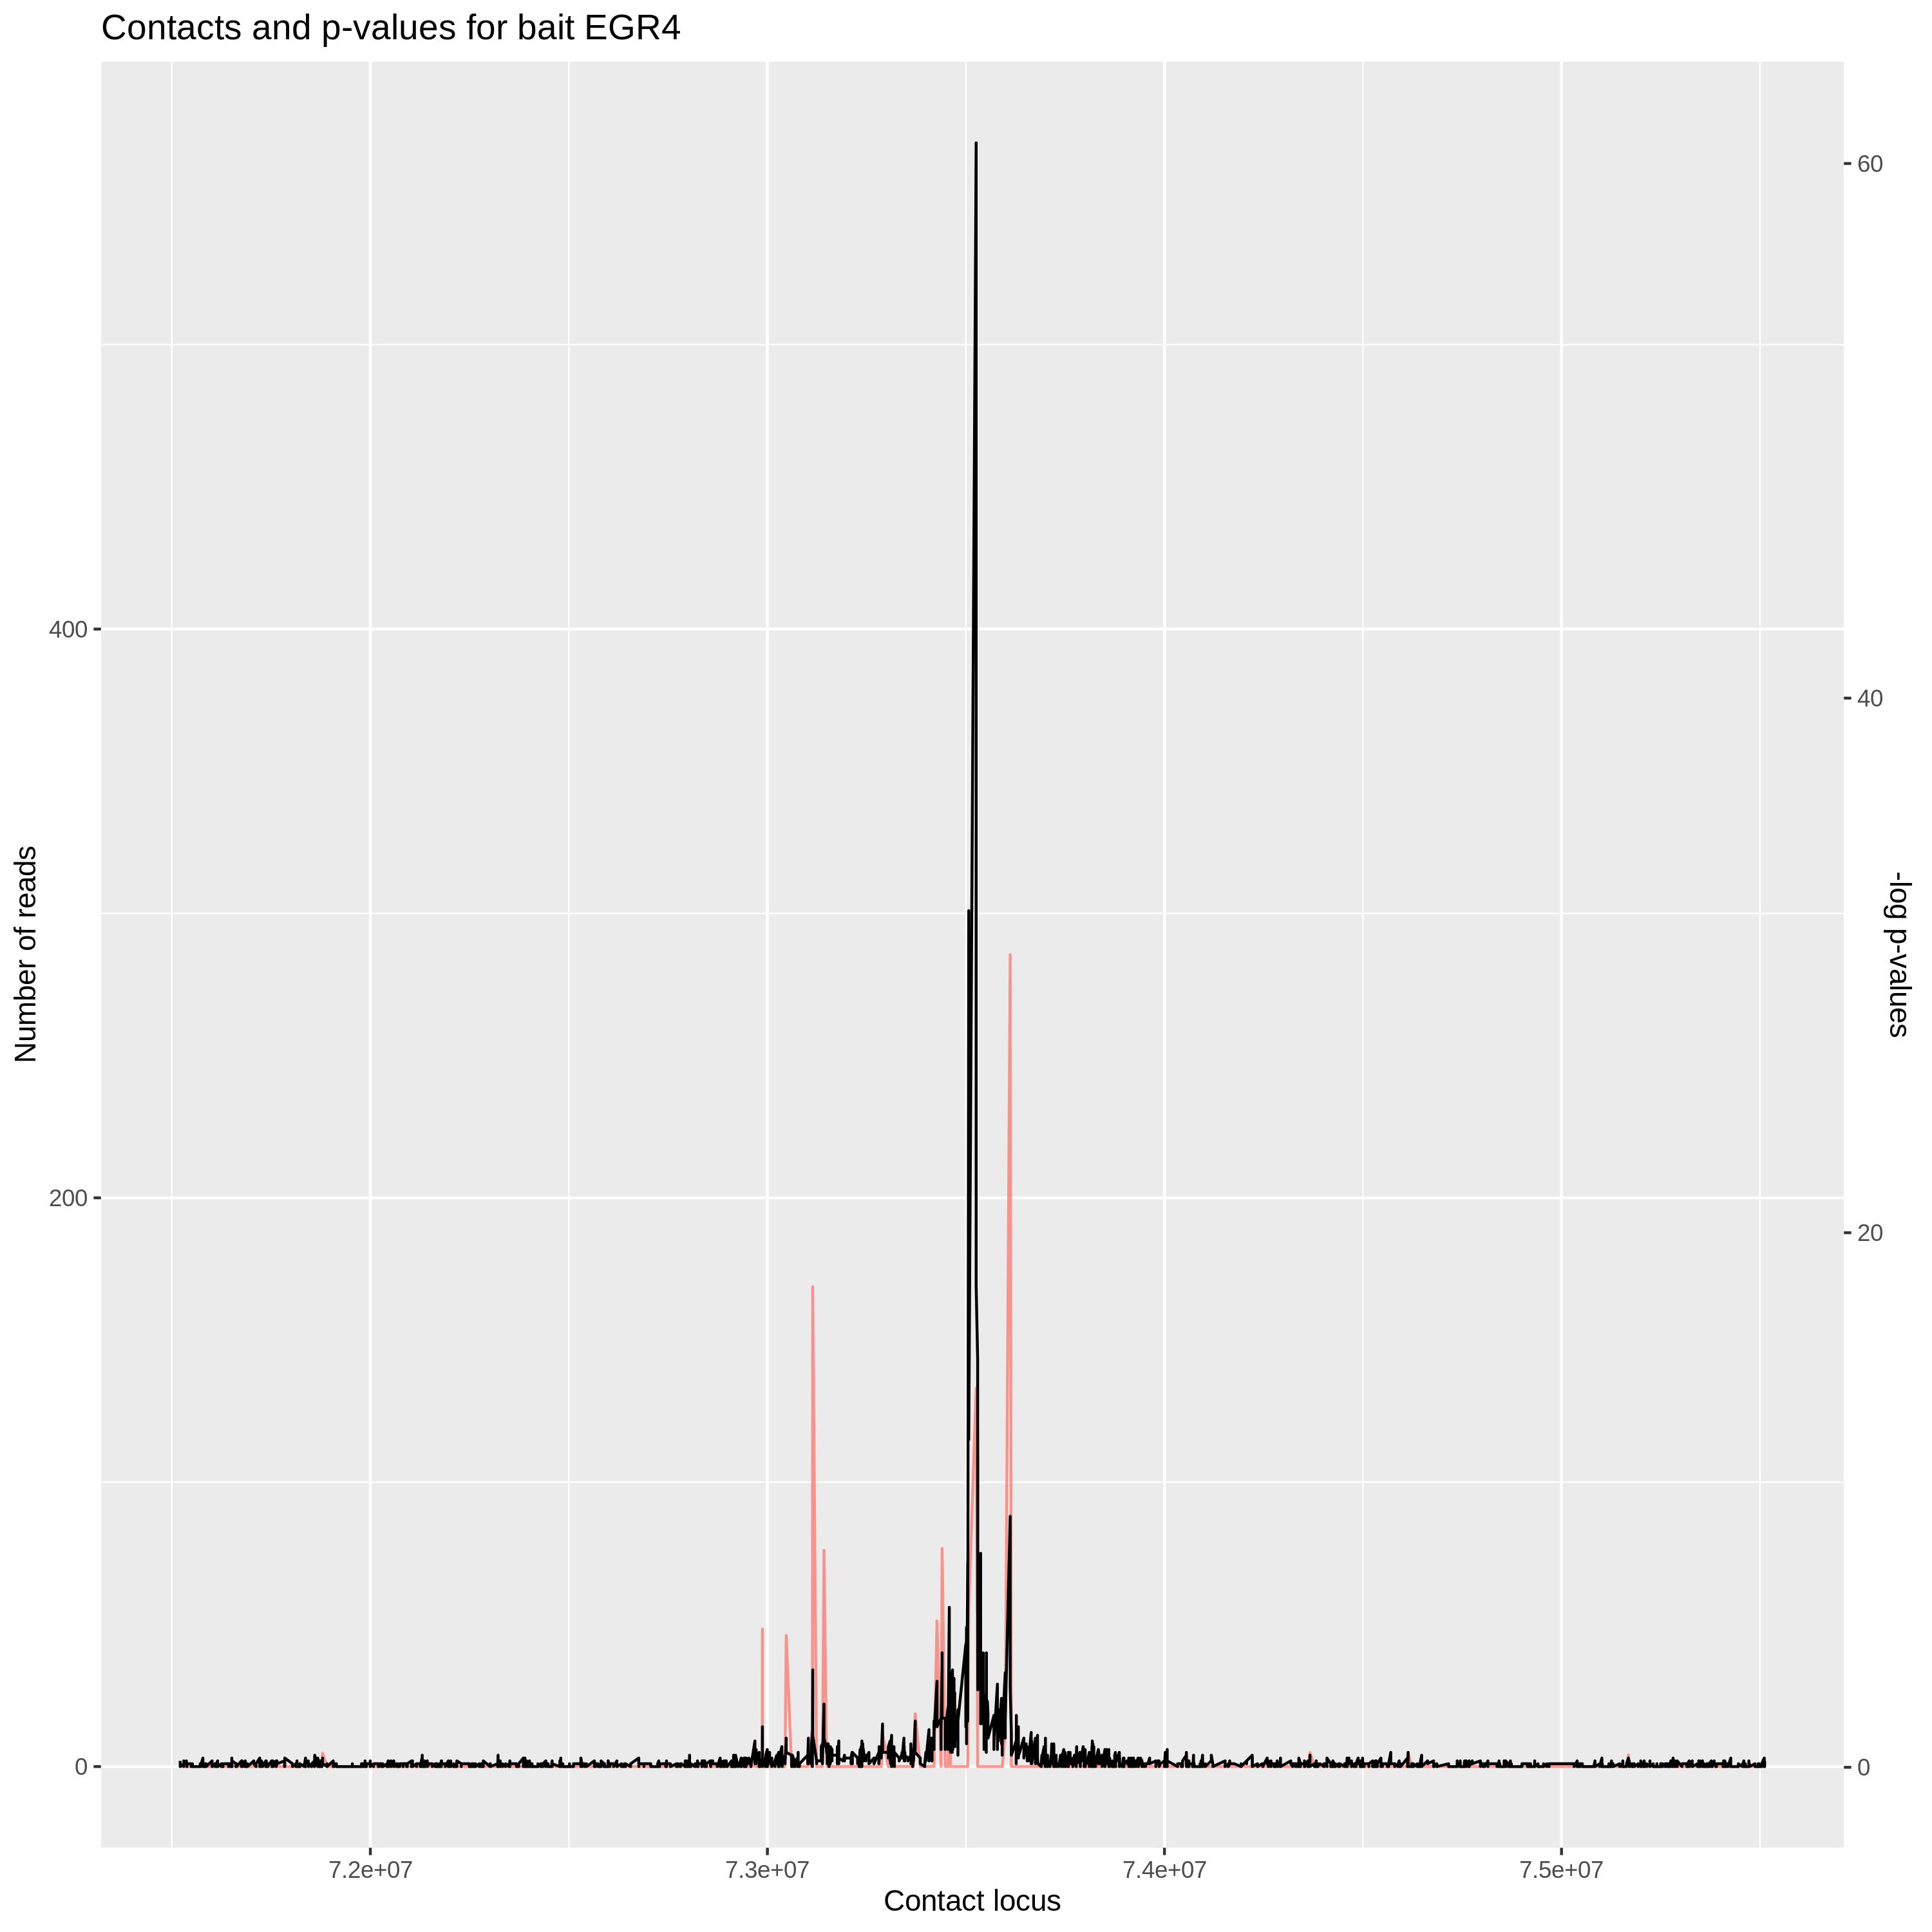 Contacts and p-values for bait EGR4
Number of reads
400
200
0
60
40
20
0
-log p-values
7.2e+07
7.3e+07
7.4e+07
7.5e+07
Contact locus